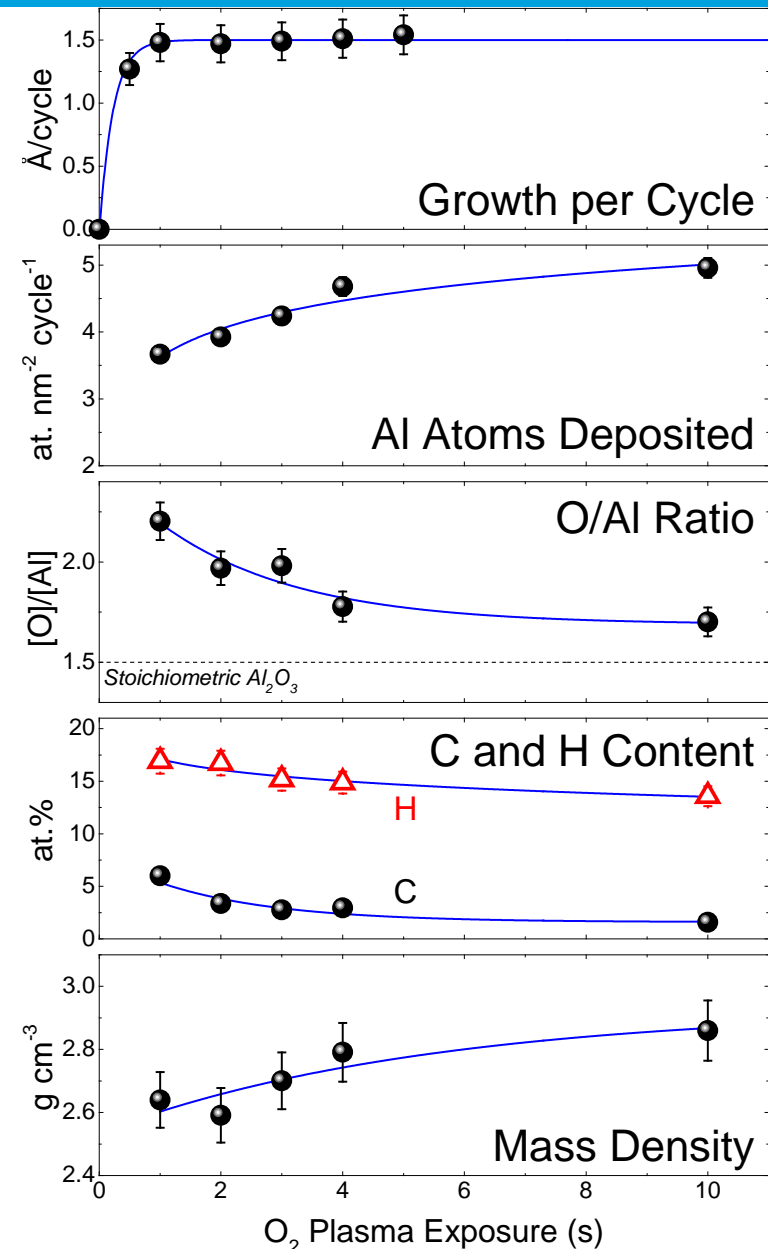 1.5
1.0
0.5
0.0
Å/cycle
Growth per Cycle
5
4
3
2
at. nm⁻² cycle⁻¹
Al Atoms Deposited
O/Al Ratio
2.0
1.5
[O]/[Al]
Stoichiometric Al₂O₃
20
15
10
5
0
at.%
C and H Content
H
C
3.0
2.8
2.6
2.4
g cm⁻³
Mass Density
0 2 4 6 8 10
O₂ Plasma Exposure (s)